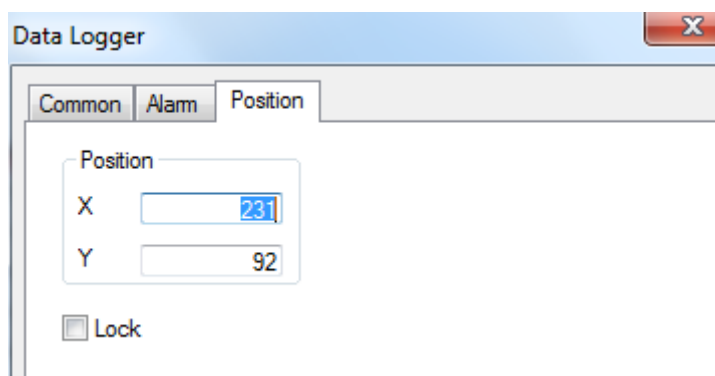 Data Logger
Common Alarm Position
Position
X 231
Y 92
Lock